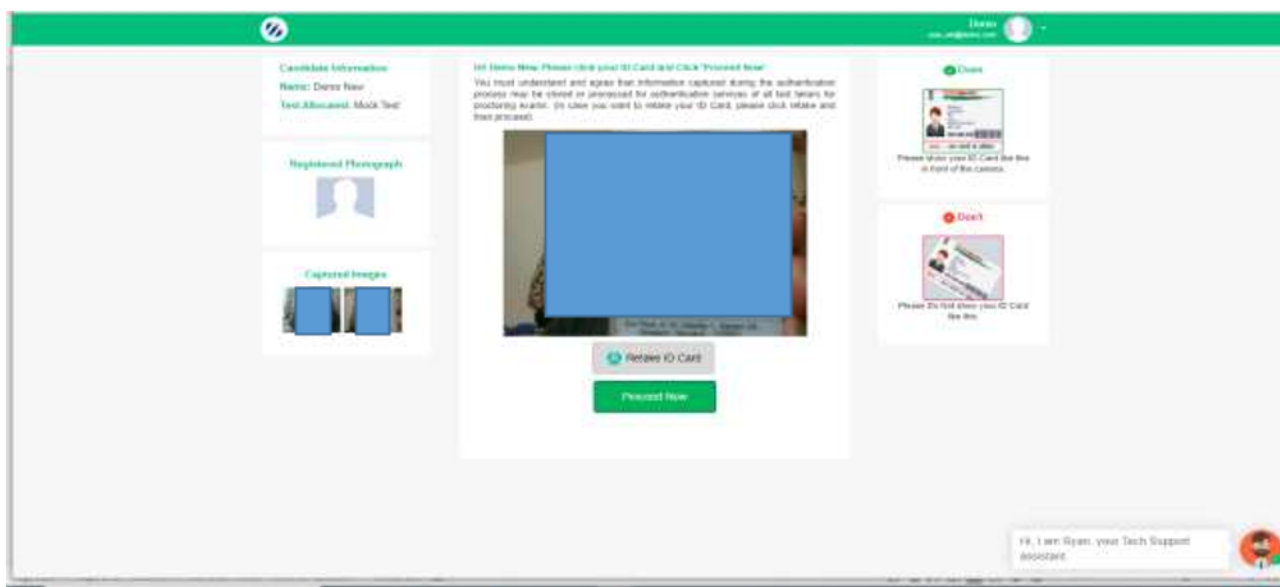 Demo
Candidate Information
Name: Demo New
Test Allocated: Mock Test
Registered Photograph
Captured Images
Hi! Demo New, Please click your ID Card and Click "Proceed Now"
You must understand and agree that information captured during the authentication
process may be stored or processed for authentication services of all test takers for
proctoring exams. (In case you want to retake your ID Card, please click retake and
then proceed)
Retake ID Card
Proceed Now
Please show your ID Card like this
in front of the camera.
Don't
Please Do Not show your ID Card
like this.
Hi, I am Ryan, your Tech Support
assistant